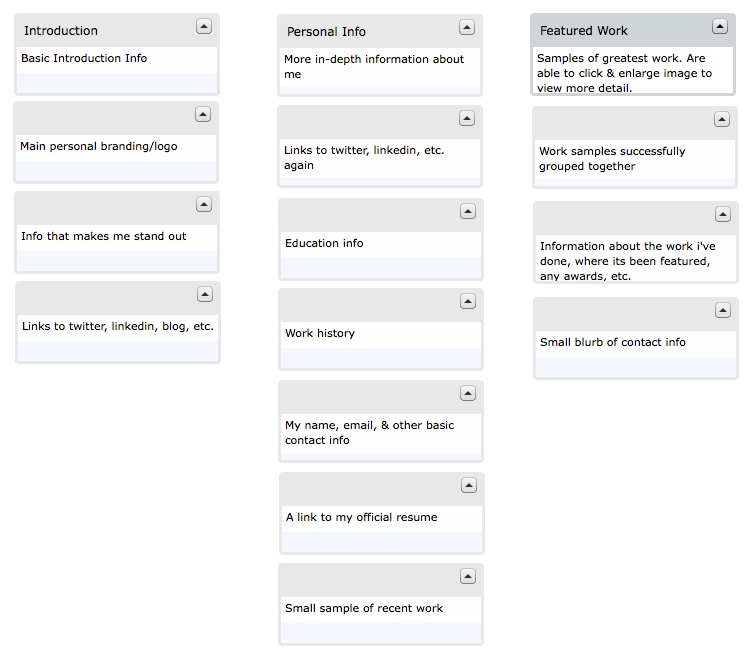 Introduction
Basic Introduction Info
Main personal branding/logo
Info that makes me stand out
Links to twitter, linkedin, blog, etc.
Personal Info
More in-depth information about
me
Links to twitter, linkedin, etc.
again
Education info
Work history
My name, email, & other basic
contact info
A link to my official resume
Small sample of recent work
Featured Work
Samples of greatest work. Are
able to click & enlarge image to
view more detail.
Work samples successfully
grouped together
Information about the work i've
done, where its been featured,
any awards, etc.
Small blurb of contact info